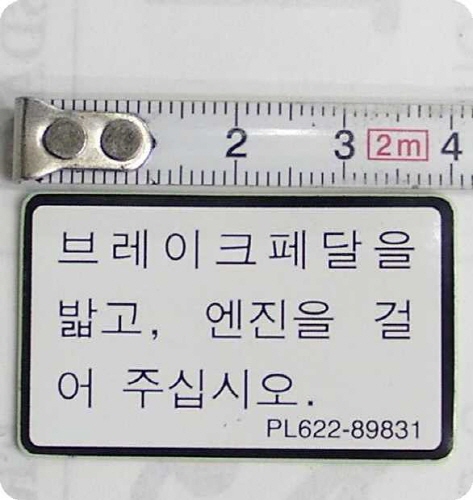 2 3 2m 4
브레이크페달을
밟고, 엔진을 걸
어 주십시오.
PL622-89831